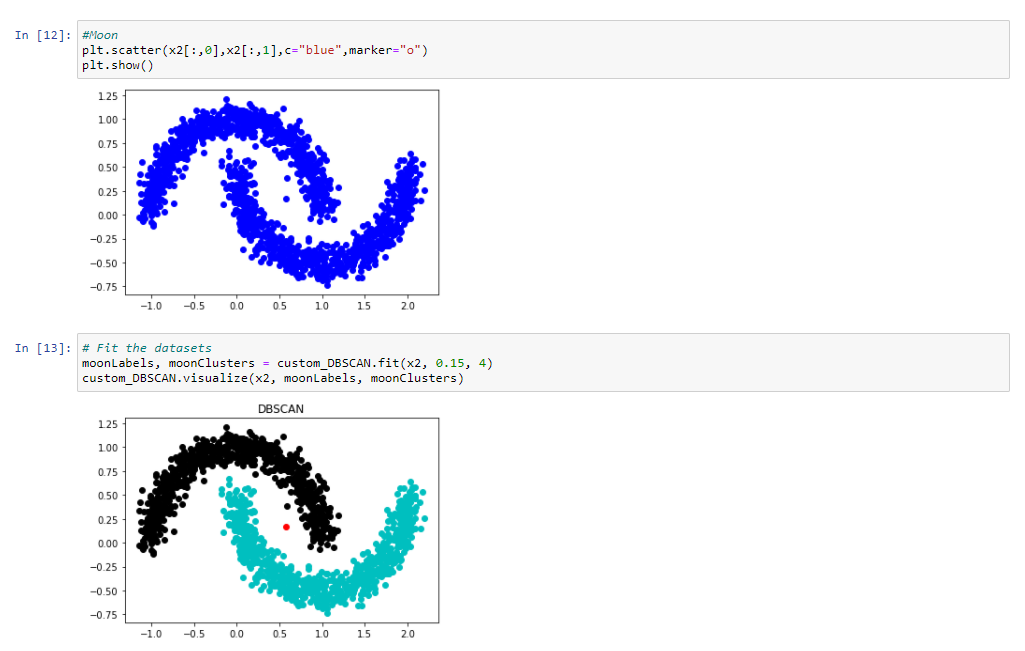 In [12]: #Moon
plt.scatter(x2[:,0],x2[:,1],c="blue",marker="o")
plt.show()
1.25
1.00
0.75
0.50
0.25
0.00
−0.25
−0.50
−0.75
−1.0 −0.5 0.0 0.5 1.0 1.5 2.0
In [13]: # Fit the datasets
moonLabels, moonClusters = custom_DBSCAN.fit(x2, 0.15, 4)
custom_DBSCAN.visualize(x2, moonLabels, moonClusters)
DBSCAN
1.25
1.00
0.75
0.50
0.25
0.00
−0.25
−0.50
−0.75
−1.0 −0.5 0.0 0.5 1.0 1.5 2.0